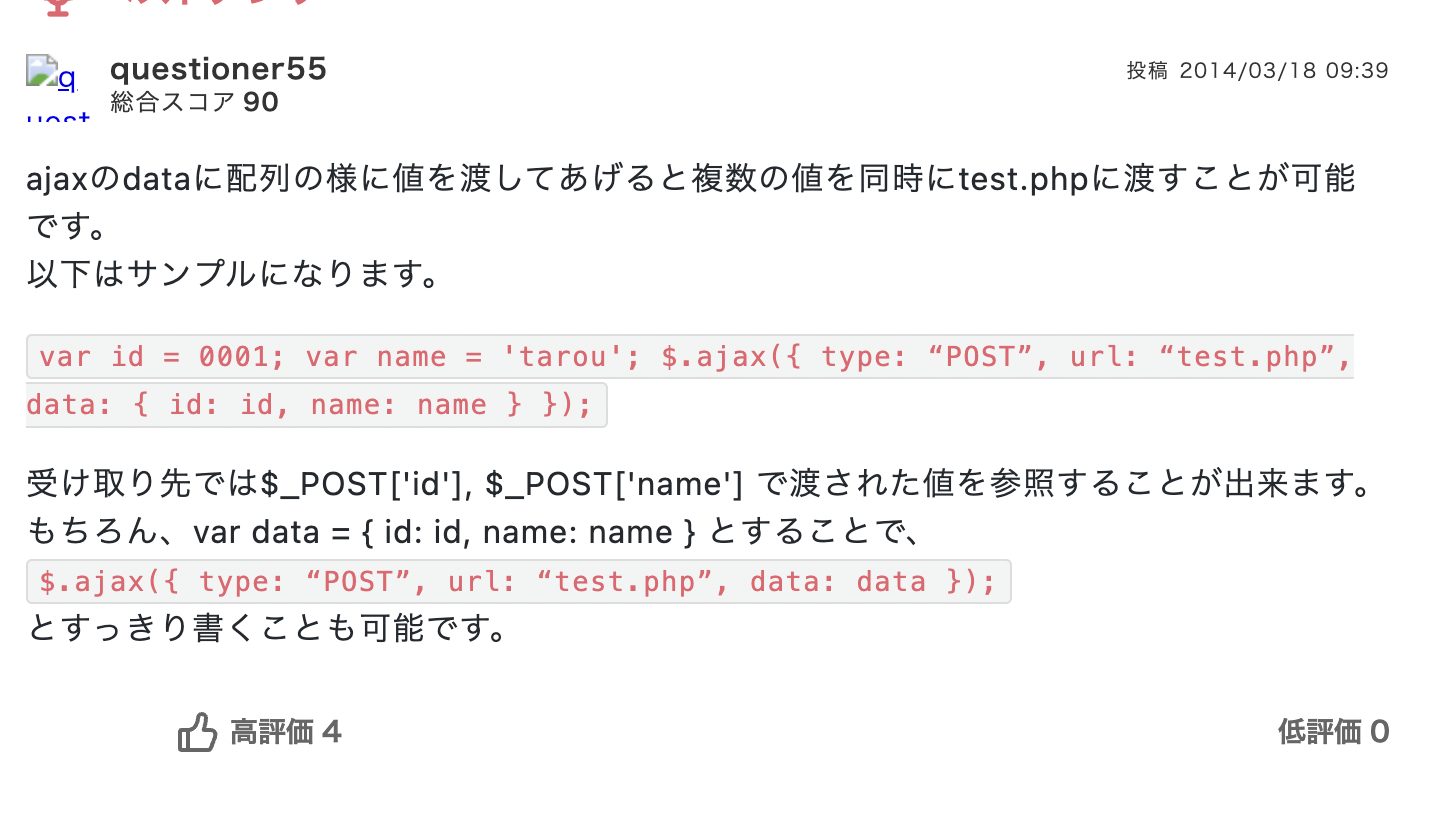 questioner55
投稿 2014/03/18 09:39
総合スコア 90
ajaxのdataに配列の様に値を渡してあげると複数の値を同時にtest.phpに渡すことが可能
です。
以下はサンプルになります。
var id = 0001; var name = 'tarou'; $.ajax({ type: “POST”, url: “test.php”,
data: { id: id, name: name } });
受け取り先では$_POST['id'], $_POST['name'] で渡された値を参照することが出来ます。
もちろん、var data = { id: id, name: name } とすることで、
$.ajax({ type: “POST”, url: “test.php”, data: data });
とすっきり書くことも可能です。
高評価 4
低評価 0